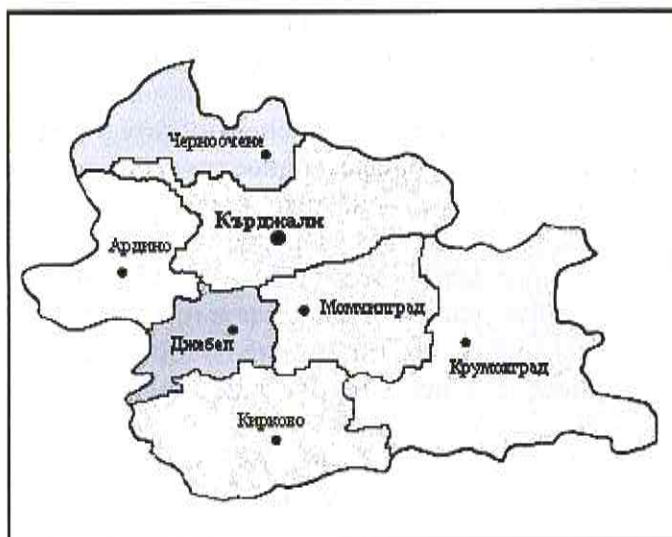 Черноочене
Кърджали
Ардино
Момчилград
Джебел
Крумовград
Кирково